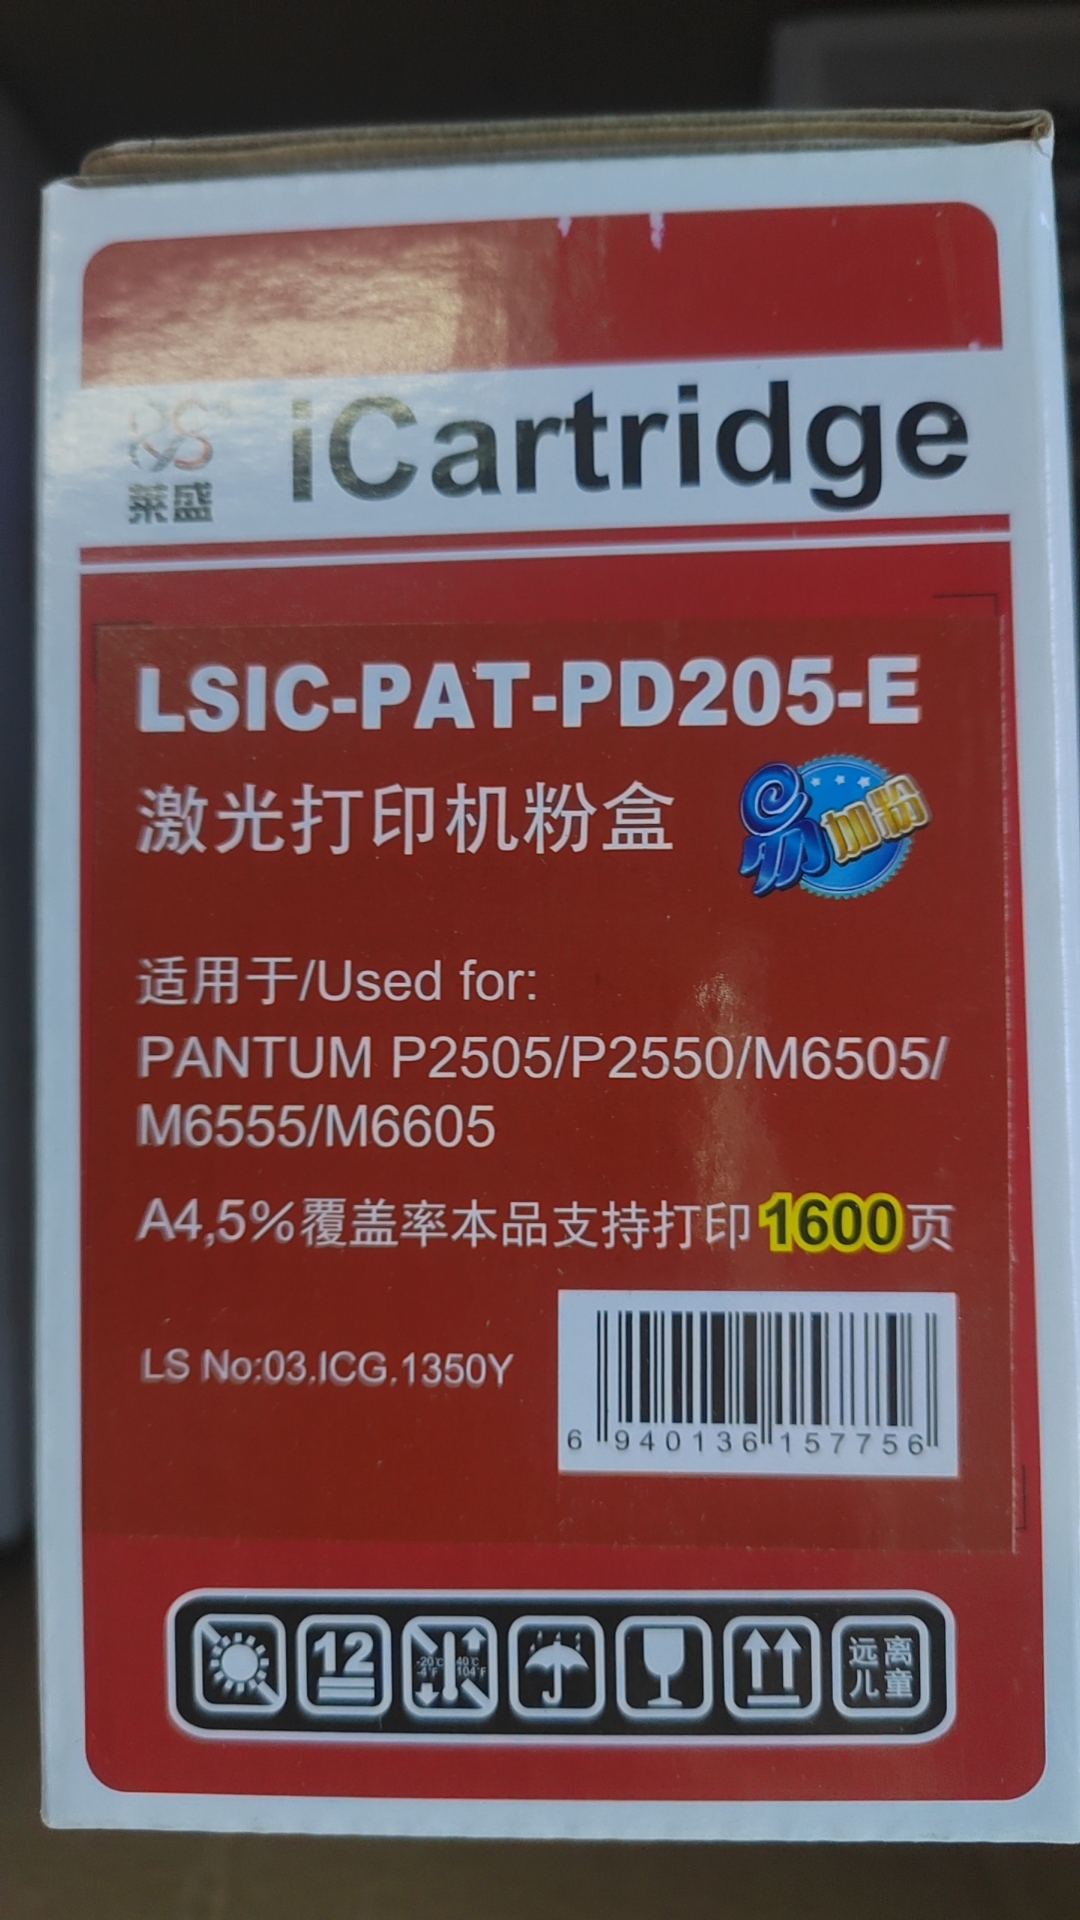 莱盛
iCartridge
LSIC-PAT-PD205-E
激光打印机粉盒
易加粉
适用于/Used for:
PANTUM P2505/P2550/M6505/
M6555/M6605
A4,5%覆盖率本品支持打印1600页
LS No:03.ICG.1350Y
6 940136 157756
12
-20℃ 40℃
-4℉ 104℉
远离
儿童